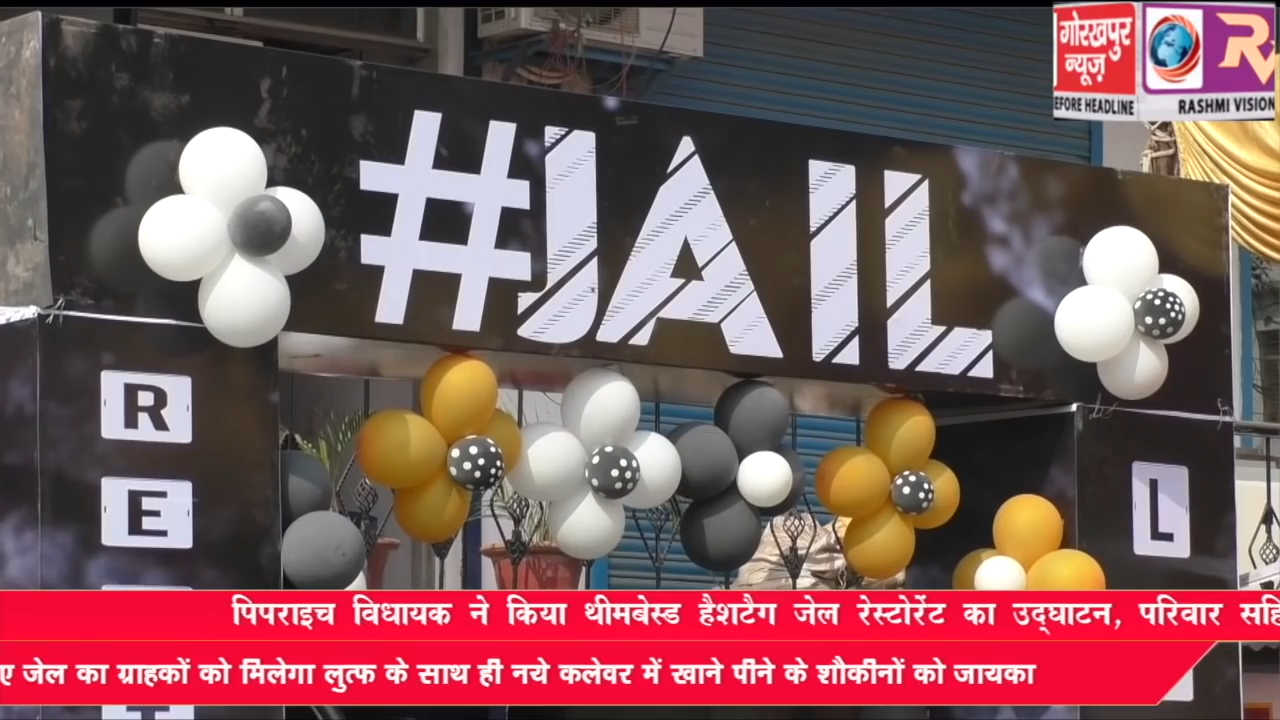 गोरखपुर
न्यूज़
EFORE HEADLINE
R
RASHMI VISION
#JAIL
R
E
L
पिपराइच विधायक ने किया थीमबेस्ड हैशटैग जेल रेस्टोरेंट का उद्घाटन, परिवार सहि
ए जेल का ग्राहकों को मिलेगा लुत्फ के साथ ही नये कलेवर में खाने पीने के शौकीनों को जायका